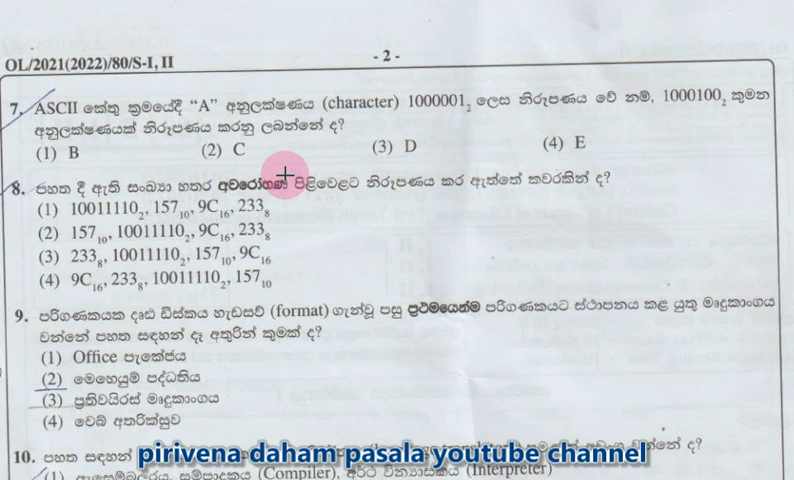 OL/2021(2022)/80/S-I, II
- 2 -
7. ASCII කේත ක්‍රමයේදී “A” අනුලක්ෂණය (character) 1000001₂ ලෙස නිරූපණය වේ නම්, 1000100₂ කුමන
අනුලක්ෂණයක් නිරූපණය කරනු ලබන්නේ ද?
(1) B (2) C (3) D (4) E
8. පහත දී ඇති සංඛ්‍යා හතර අවරෝහණ පිළිවෙළට නිරූපණය කර ඇත්තේ කවරකින් ද?
(1) 10011110₂, 157₁₀, 9C₁₆, 233₈
(2) 157₁₀, 10011110₂, 9C₁₆, 233₈
(3) 233₈, 10011110₂, 157₁₀, 9C₁₆
(4) 9C₁₆, 233₈, 10011110₂, 157₁₀
9. පරිගණකයක දෘඪ ඩිස්කය හැඩසව් (format) ගැන්වූ පසු ප්‍රථමයෙන්ම පරිගණකයට ස්ථාපනය කළ යුතු මෘදුකාංගය
වන්නේ පහත සඳහන් දෑ අතුරින් කුමක් ද?
(1) Office පැකේජය
(2) මෙහෙයුම් පද්ධතිය
(3) ප්‍රතිවයිරස් මෘදුකාංගය
(4) වෙබ් අතරික්සුව
10. පහත සඳහන් ද?
pirivena daham pasala youtube channel
(1) ඇසෙම්බලරය, සම්පාදකය (Compiler), අර්ථ වින්‍යාසකය (Interpreter)